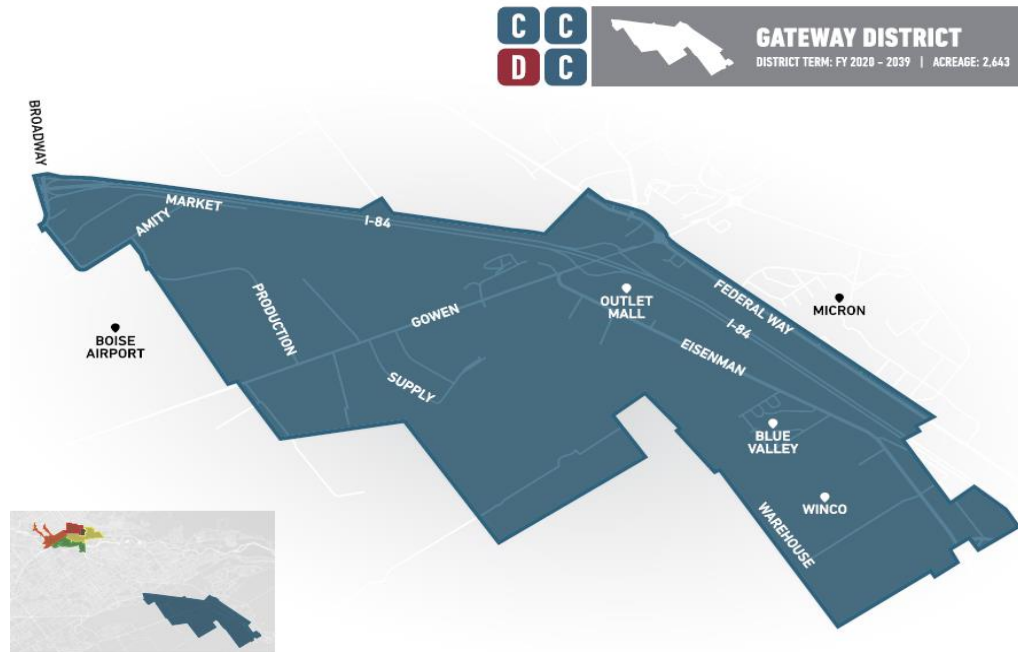 C C
D C
GATEWAY DISTRICT
DISTRICT TERM: FY 2020 - 2039 | ACREAGE: 2,643
BROADWAY
MARKET
AMITY
I-84
PRODUCTION
GOWEN
SUPPLY
OUTLET
MALL
FEDERAL WAY
I-84
MICRON
BOISE
AIRPORT
EISENMAN
BLUE
VALLEY
WINCO
WAREHOUSE